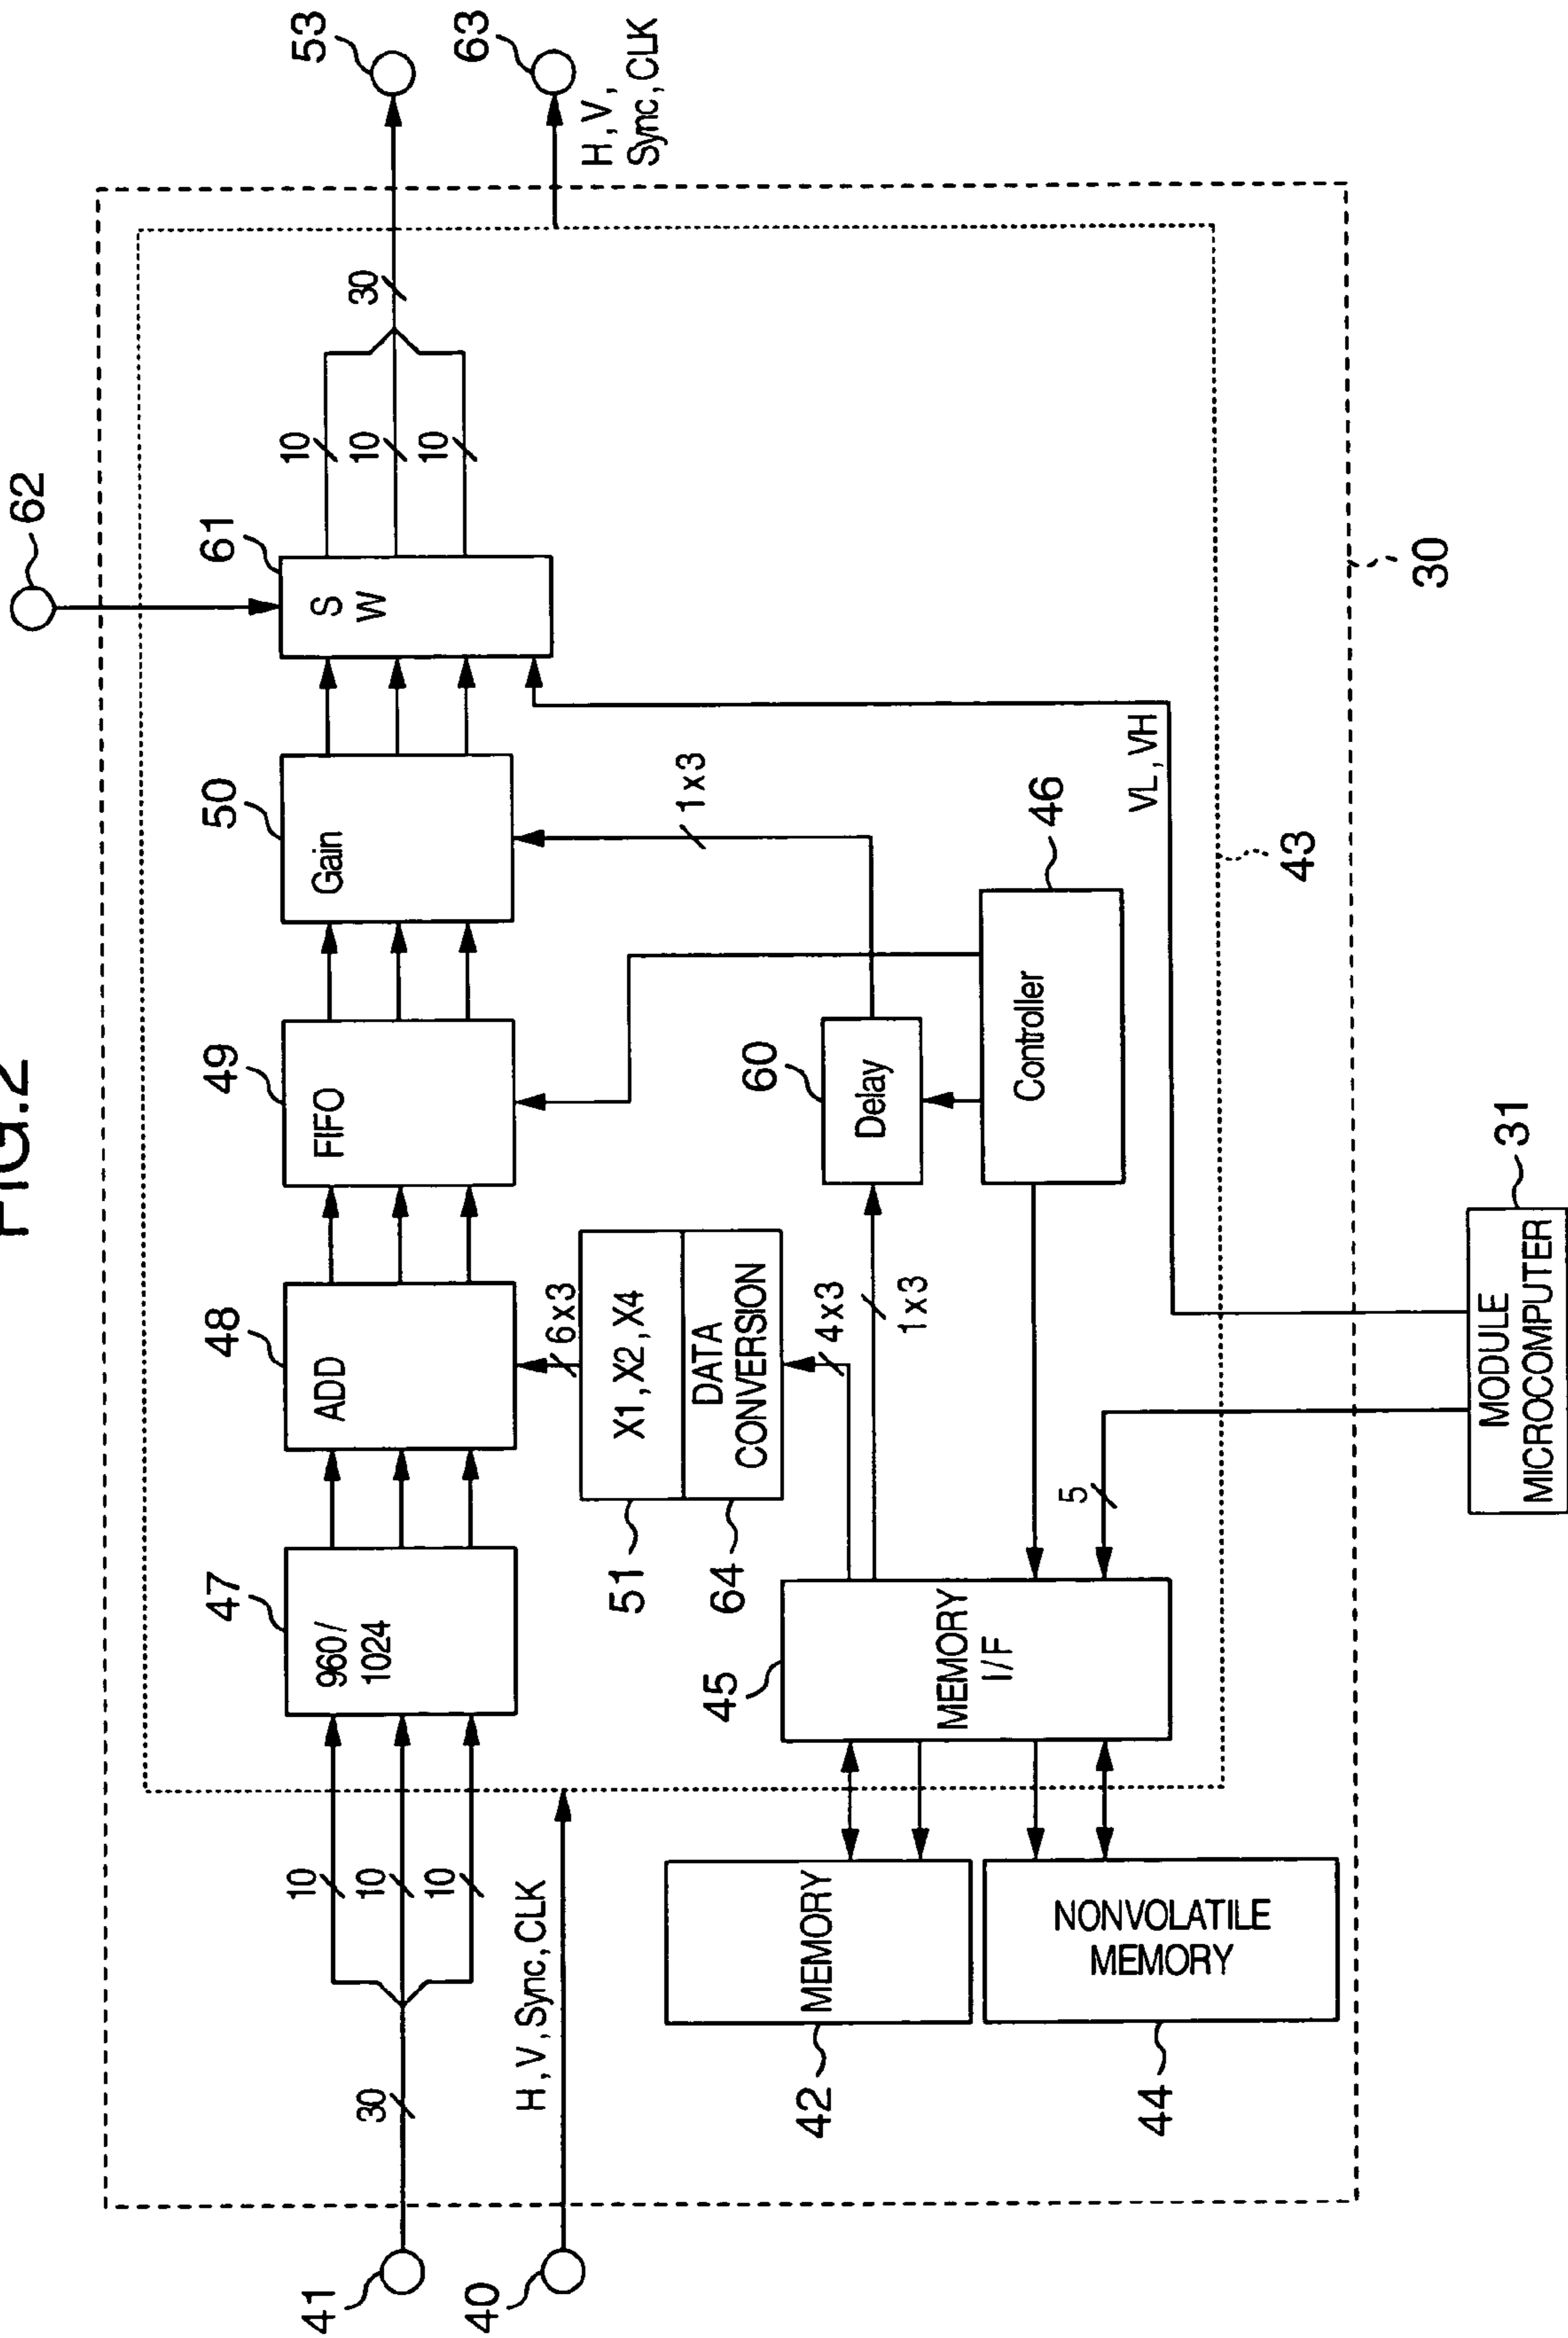 FIG.2
62
53
63
H, V,
Sync, CLK
41
30
10
10
10
47
960/
1024
48
ADD
49
FIFO
50
Gain
61
S
W
10
10
10
30
40
H, V, Sync, CLK
6x3
51
X1, X2, X4
64
DATA
CONVERSION
4x3
1x3
60
Delay
1x3
46
Controller
VL, VH
42
MEMORY
44
NONVOLATILE
MEMORY
45
MEMORY
I/F
5
43
30
31
MODULE
MICROCOMPUTER